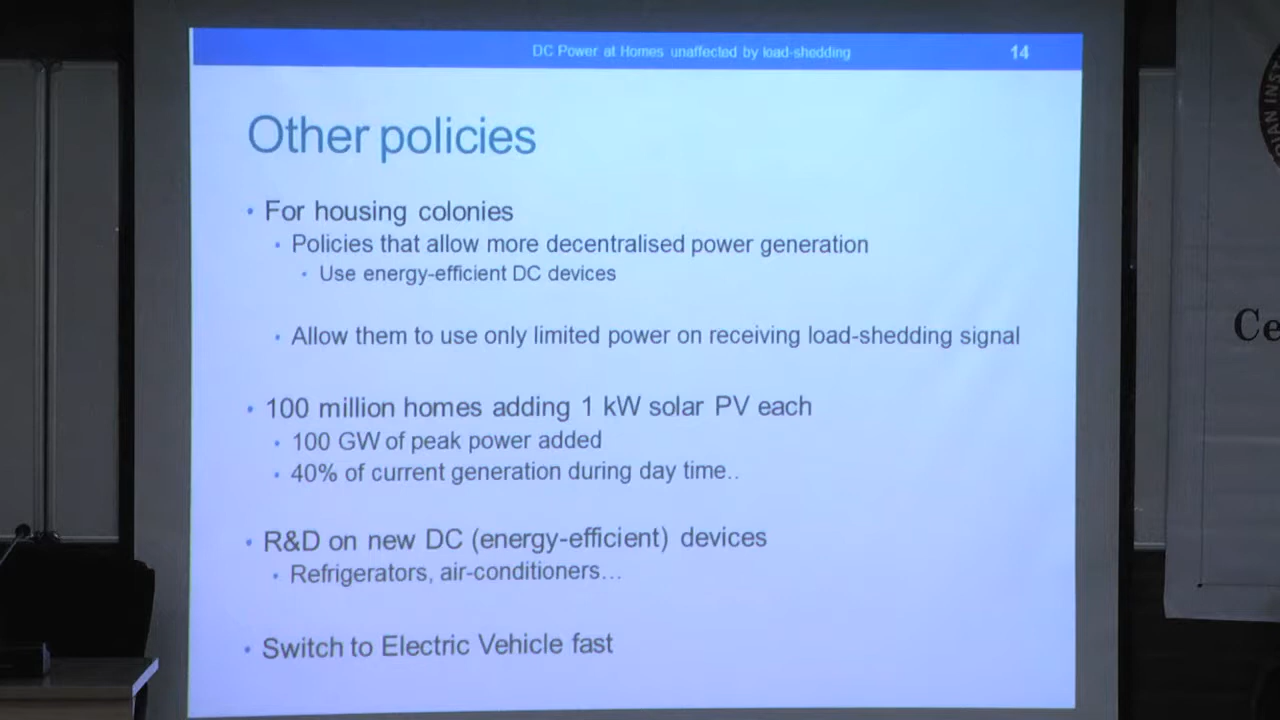 DC Power at Homes unaffected by load-shedding 14
Other policies
• For housing colonies
• Policies that allow more decentralised power generation
• Use energy-efficient DC devices
• Allow them to use only limited power on receiving load-shedding signal
• 100 million homes adding 1 kW solar PV each
• 100 GW of peak power added
• 40% of current generation during day time..
• R&D on new DC (energy-efficient) devices
• Refrigerators, air-conditioners...
• Switch to Electric Vehicle fast